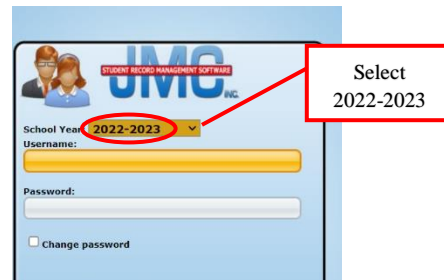 STUDENT RECORD MANAGEMENT SOFTWARE
JMC
INC.
Select
2022-2023
School Year 2022-2023
Username:
Password:
Change password